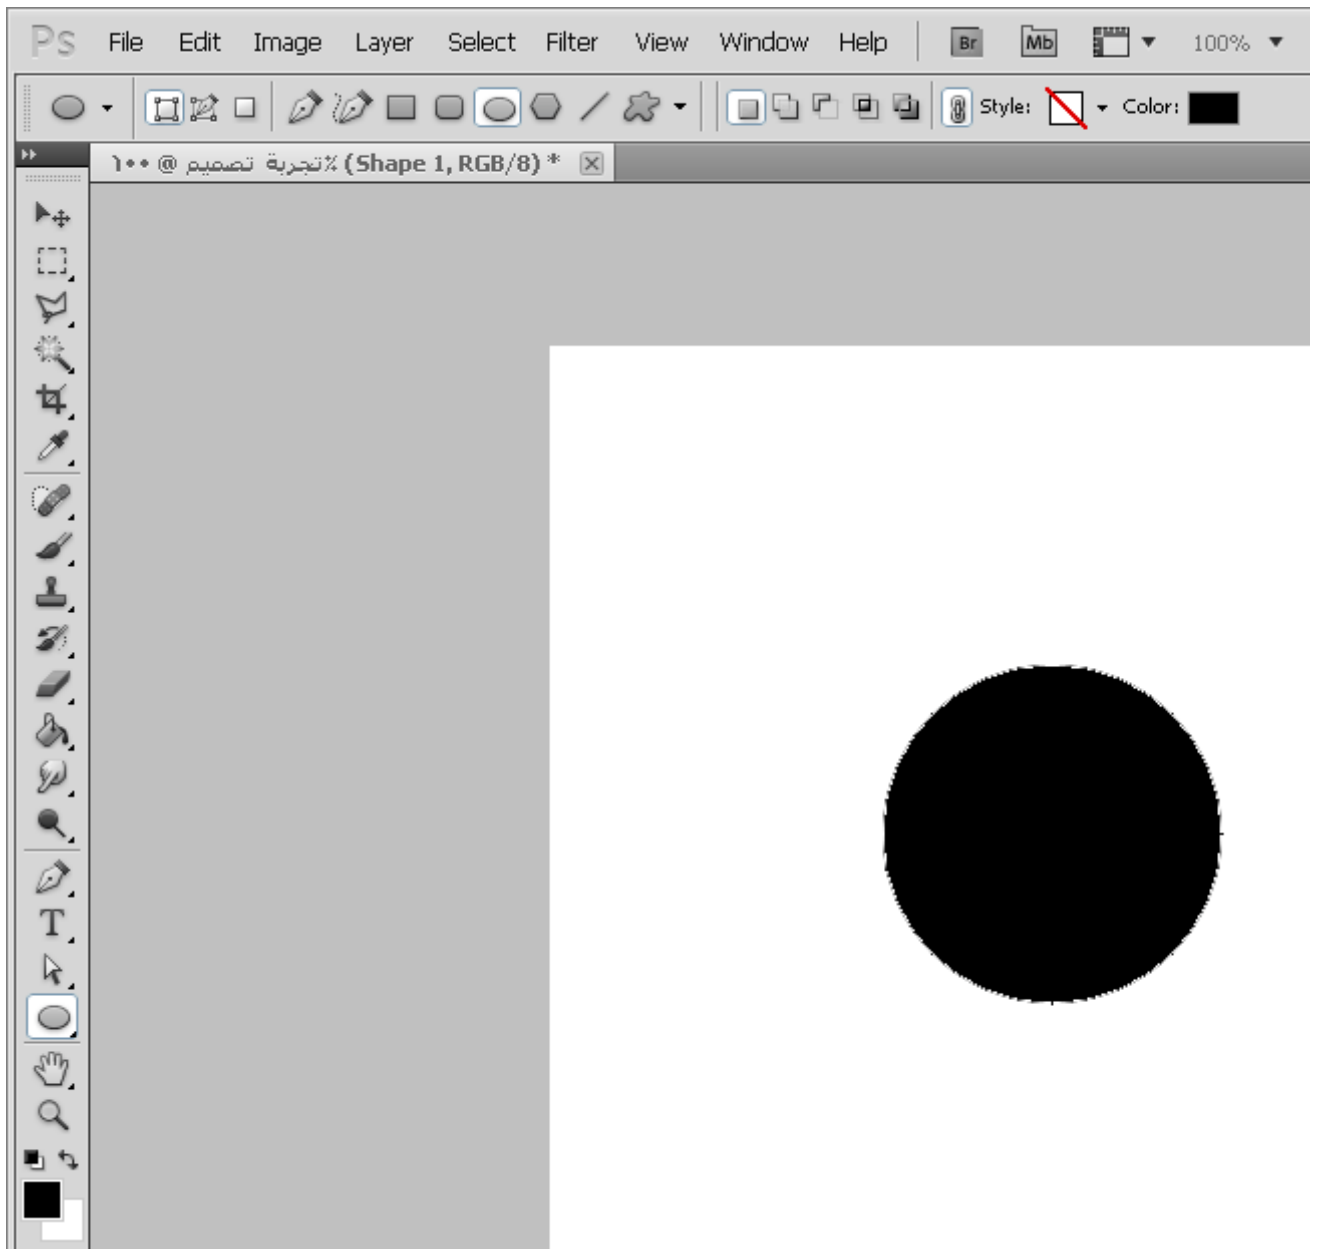 Ps File Edit Image Layer Select Filter View Window Help Br Mb 100%
Style: Color:
تجربة تصميم @ ١٠٠٪ (Shape 1, RGB/8) *
T